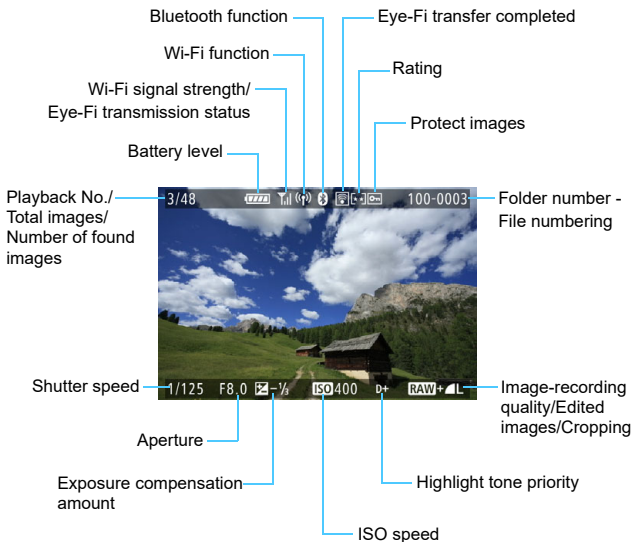 Bluetooth function
Eye-Fi transfer completed
Wi-Fi function
Rating
Wi-Fi signal strength/
Eye-Fi transmission status
Protect images
Battery level
Playback No./
Total images/
Number of found
images
3/48
100-0003
Folder number -
File numbering
Shutter speed
1/125 F8.0 -⅓ ISO 400 D+ RAW+L
Image-recording
quality/Edited
images/Cropping
Aperture
Exposure compensation
amount
Highlight tone priority
ISO speed